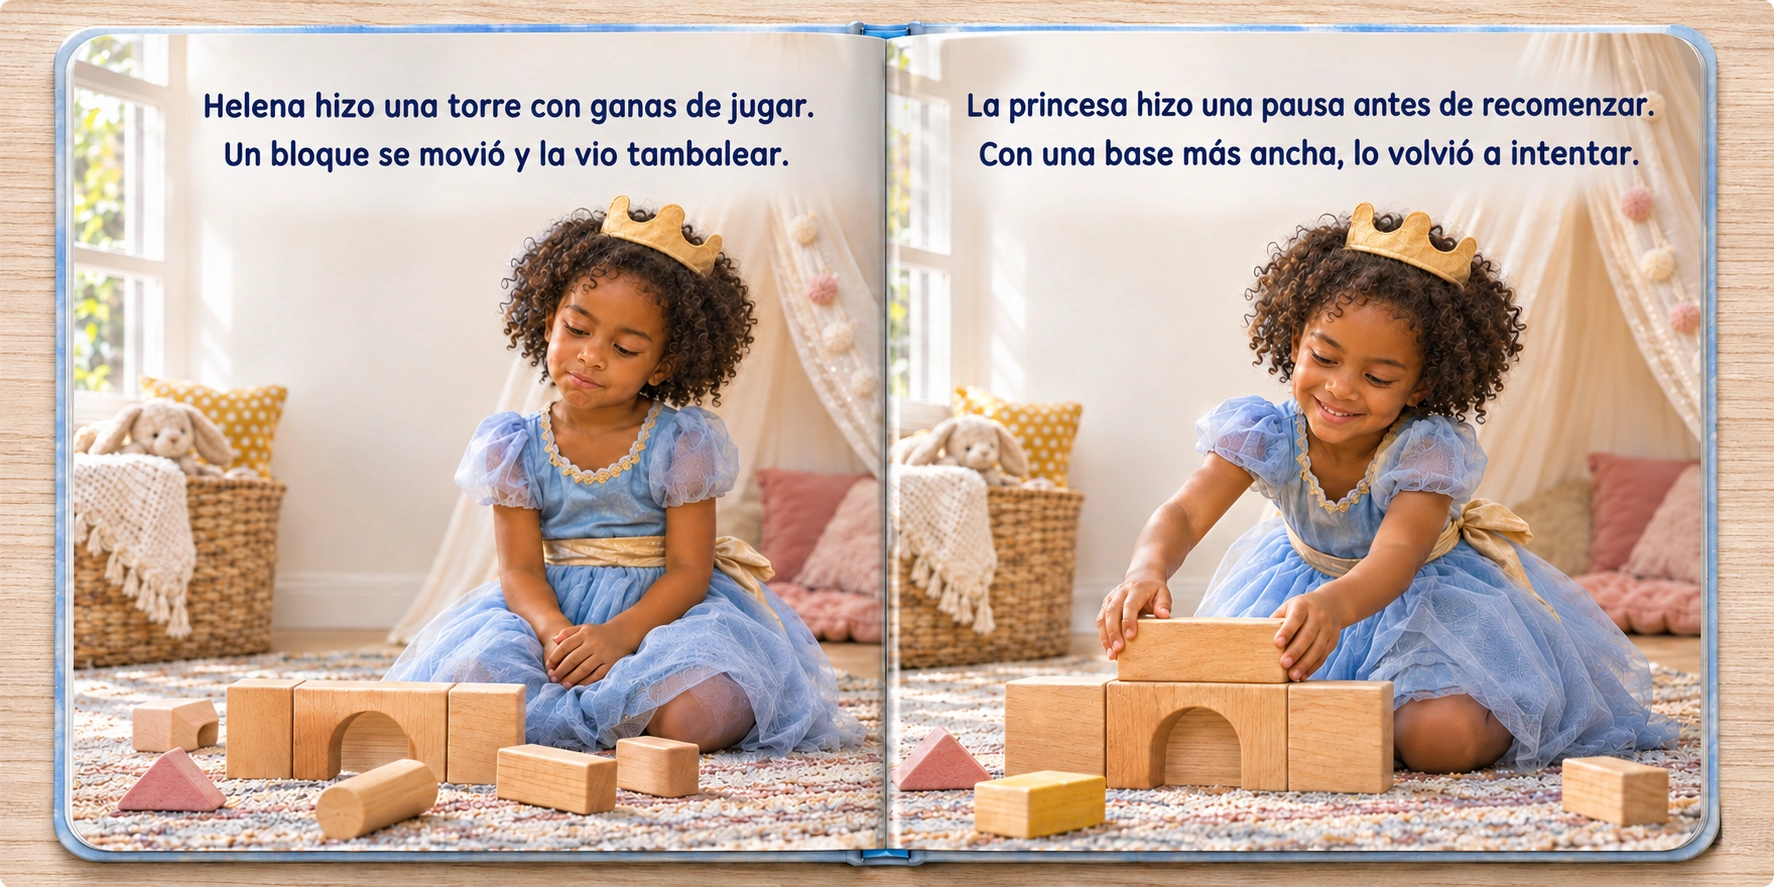 Helena hizo una torre con ganas de jugar.
Un bloque se movió y la vio tambalear.
La princesa hizo una pausa antes de recomenzar.
Con una base más ancha, lo volvió a intentar.